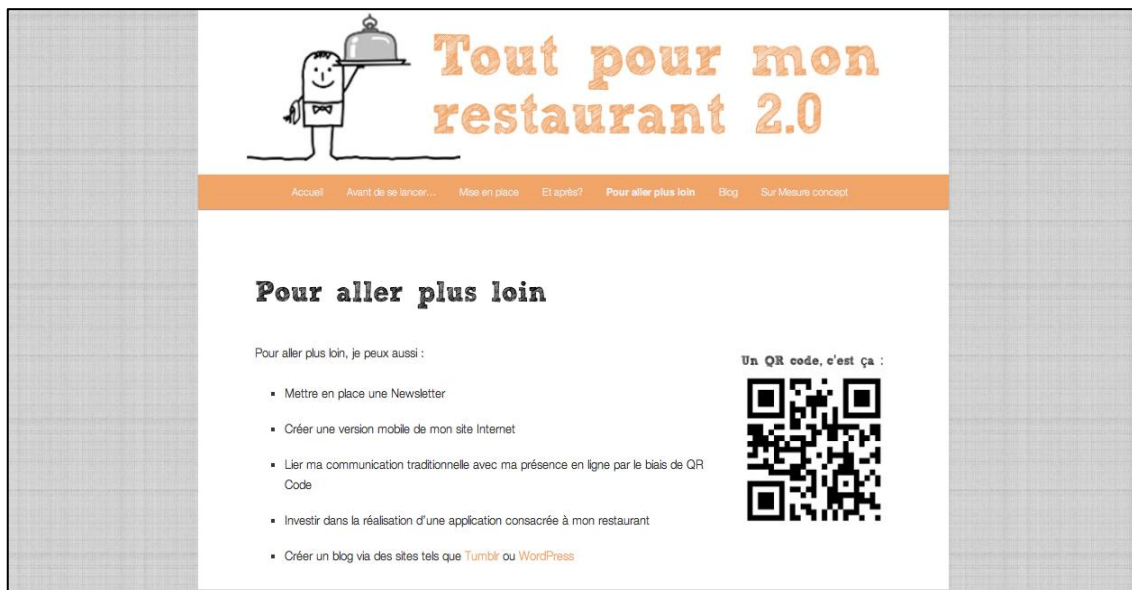 Tout pour mon
restaurant 2.0
Accueil Avant de se lancer... Mise en place Et après? Pour aller plus loin Blog Sur Mesure concept
Pour aller plus loin
Pour aller plus loin, je peux aussi :
Un QR code, c'est ça :
Mettre en place une Newsletter
Créer une version mobile de mon site Internet
Lier ma communication traditionnelle avec ma présence en ligne par le biais de QR
Code
Investir dans la réalisation d'une application consacrée à mon restaurant
Créer un blog via des sites tels que Tumblr ou WordPress